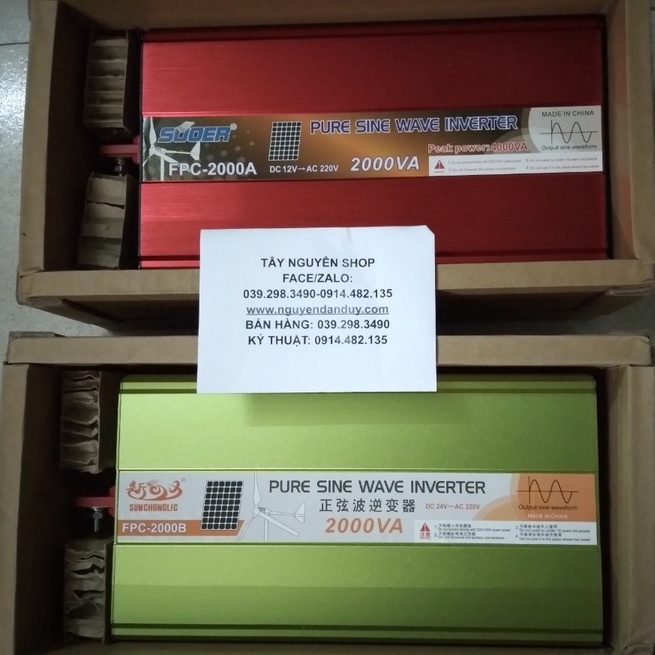 SUOER
PURE SINE WAVE INVERTER
MADE IN CHINA
Peak power:4000VA
Output sine waveform
FPC-2000A
DC 12V→AC 220V
2000VA
TÂY NGUYÊN SHOP
FACE/ZALO:
039.298.3490-0914.482.135
www.nguyendanduy.com
BÁN HÀNG: 039.298.3490
KỸ THUẬT: 0914.482.135
SUNCHONGLIC
PURE SINE WAVE INVERTER
正弦波逆变器
DC 24V→AC 220V
Output sine waveform
MADE IN CHINA
FPC-2000B
2000VA